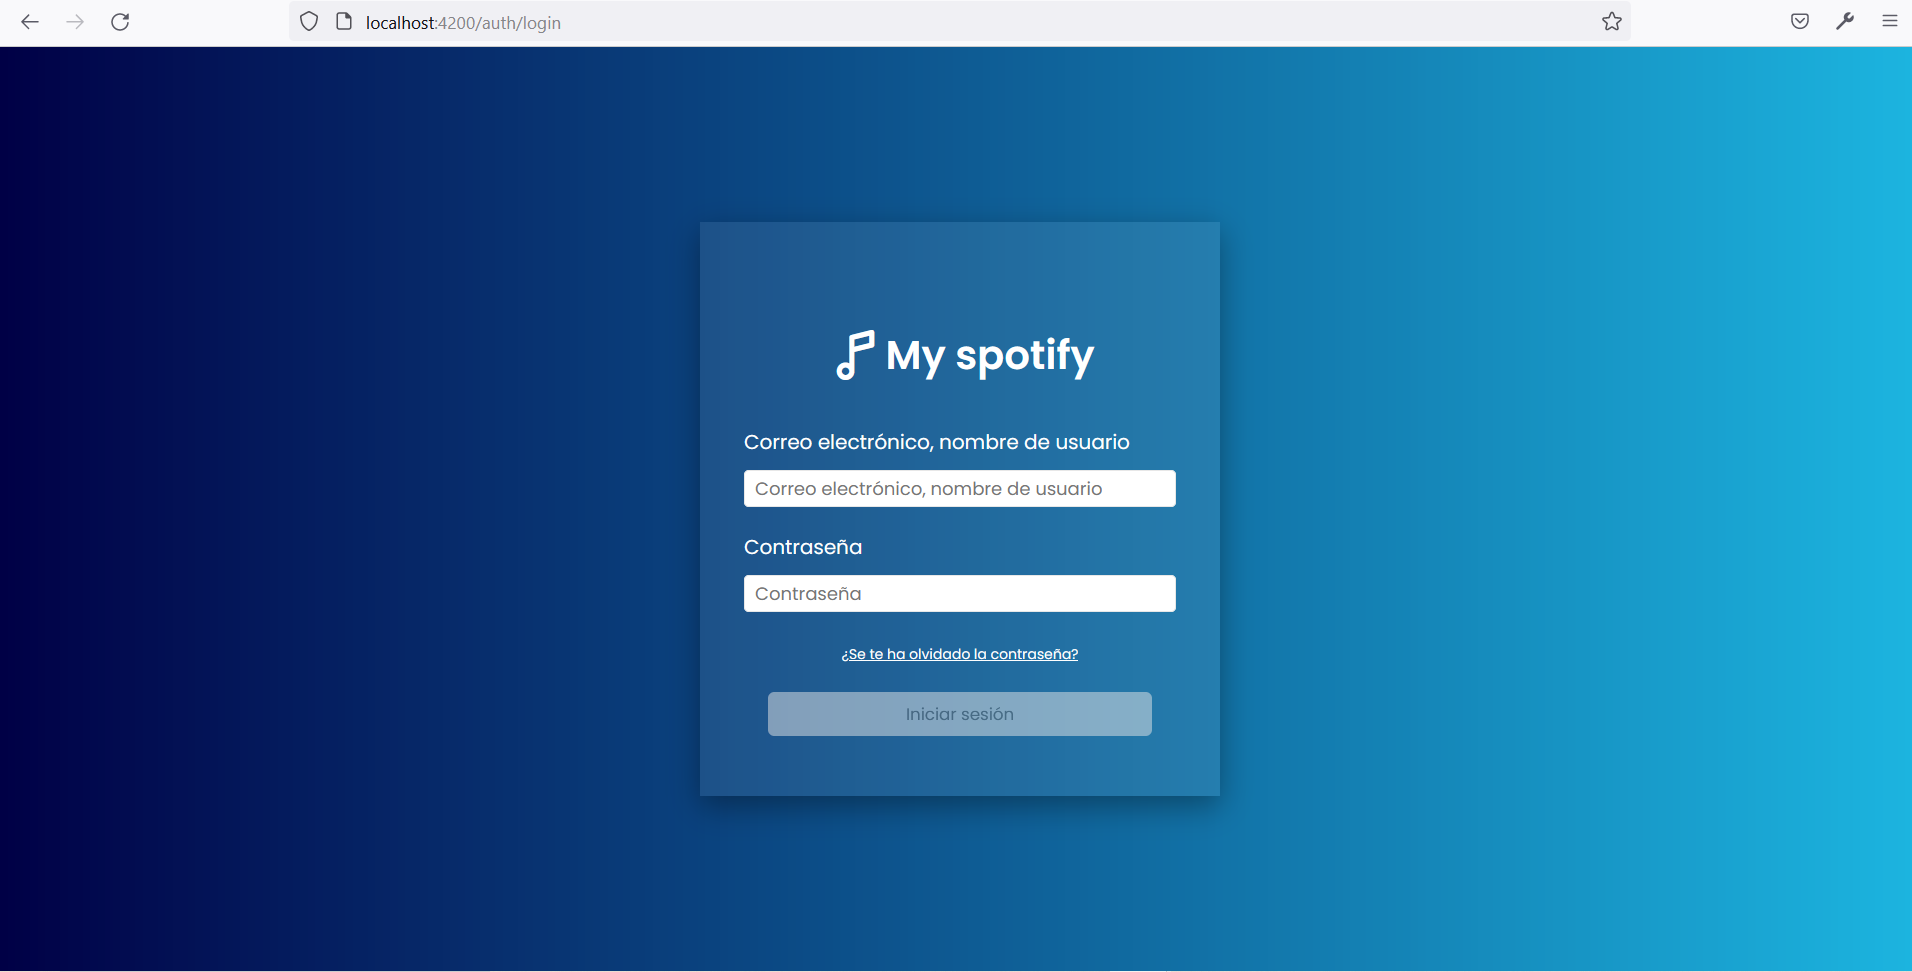 localhost:4200/auth/login
My spotify
Correo electrónico, nombre de usuario
Correo electrónico, nombre de usuario
Contraseña
Contraseña
¿Se te ha olvidado la contraseña?
Iniciar sesión